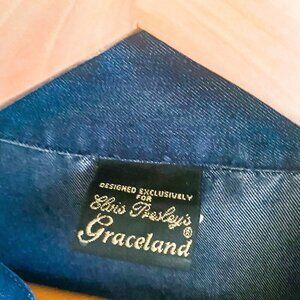 DESIGNED EXCLUSIVELY
FOR
Elvis Presley's
Graceland®